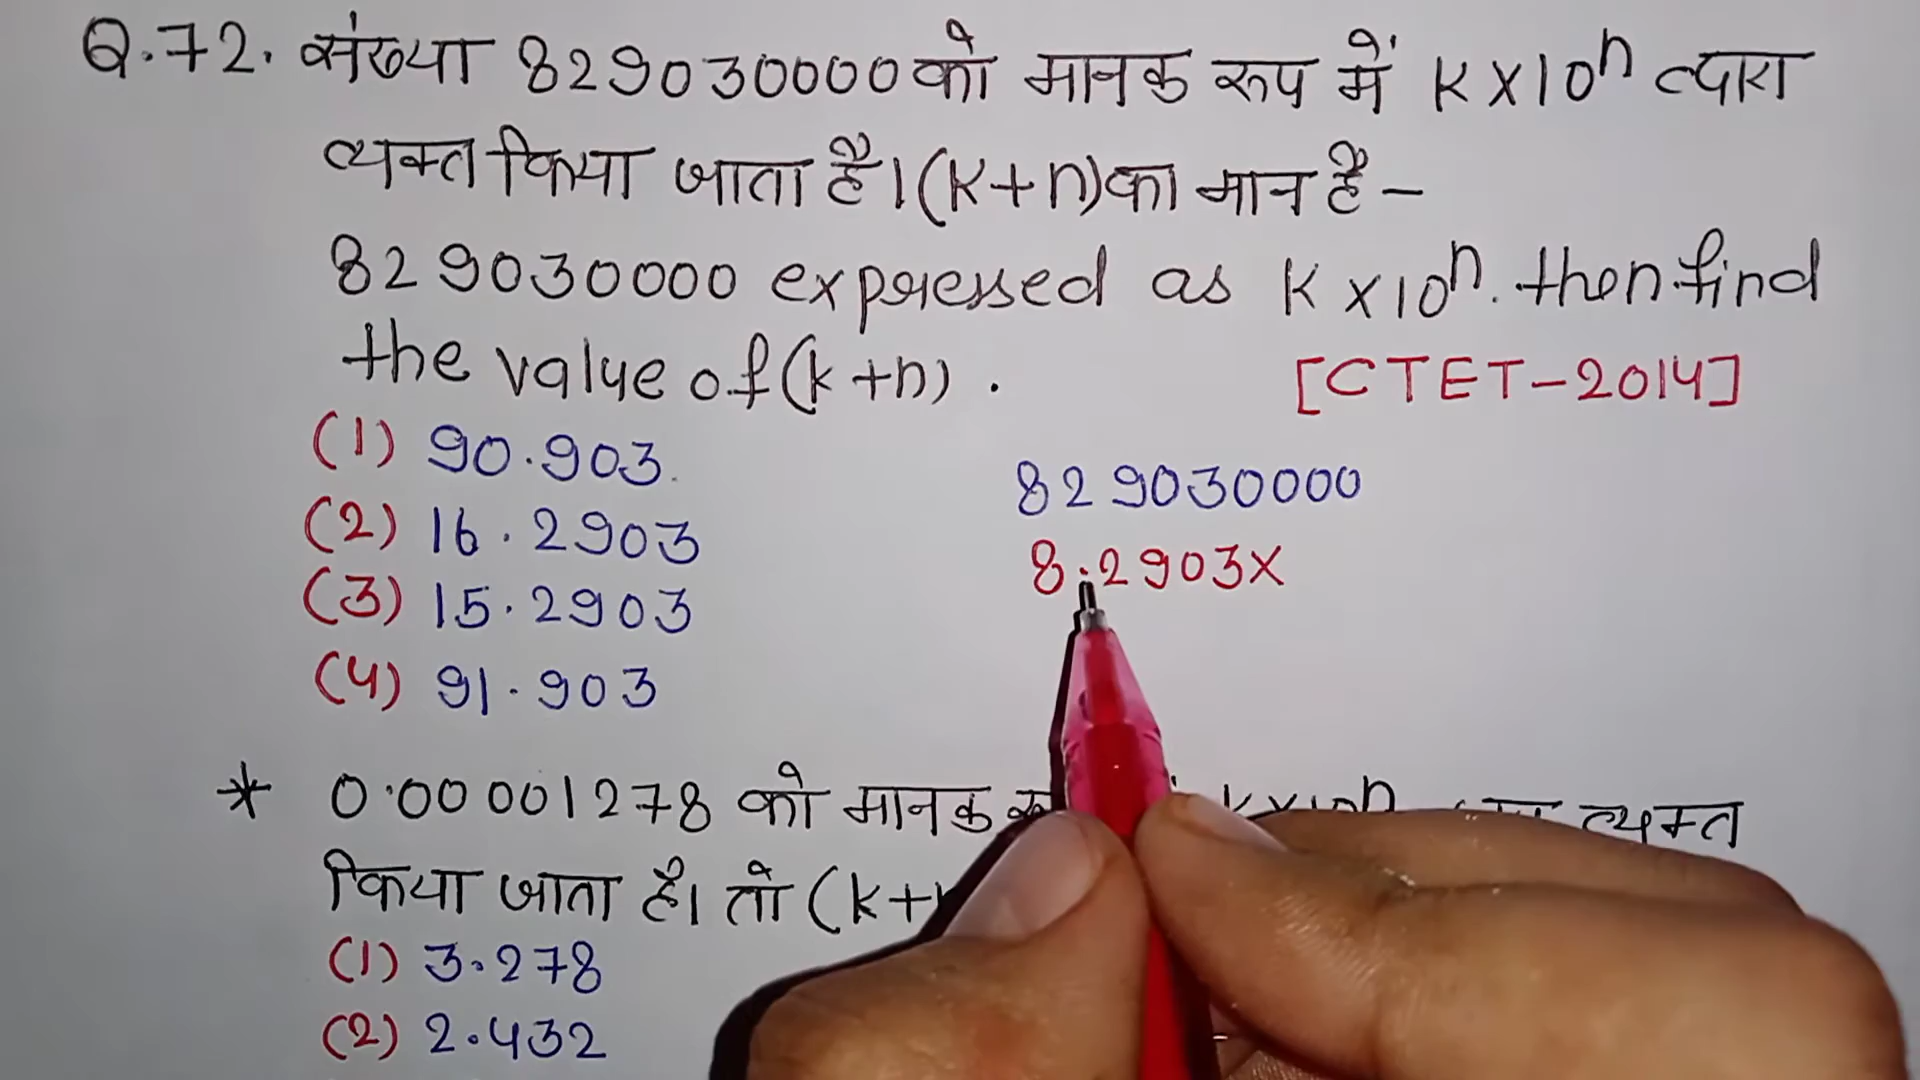 Q.72. संख्या 829030000 को मानक रूप में K×10ⁿ द्वारा
व्यक्त किया जाता है। (K+n) का मान है –
829030000 expressed as K×10ⁿ. then find
the value of (k+n).
[CTET-2014]
(1) 90.903.
(2) 16.2903
(3) 15.2903
(4) 91.903
829030000
8.2903×
* 0.00001278 को मानक K×10ⁿ व्यक्त
किया जाता है। तो (k+
(1) 3.278
(2) 2.432